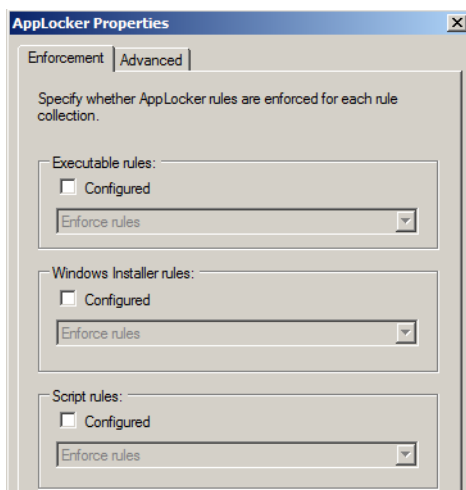 AppLocker Properties
Enforcement
Advanced
Specify whether AppLocker rules are enforced for each rule
collection.
Executable rules:
Configured
Enforce rules
Windows Installer rules:
Configured
Enforce rules
Script rules:
Configured
Enforce rules